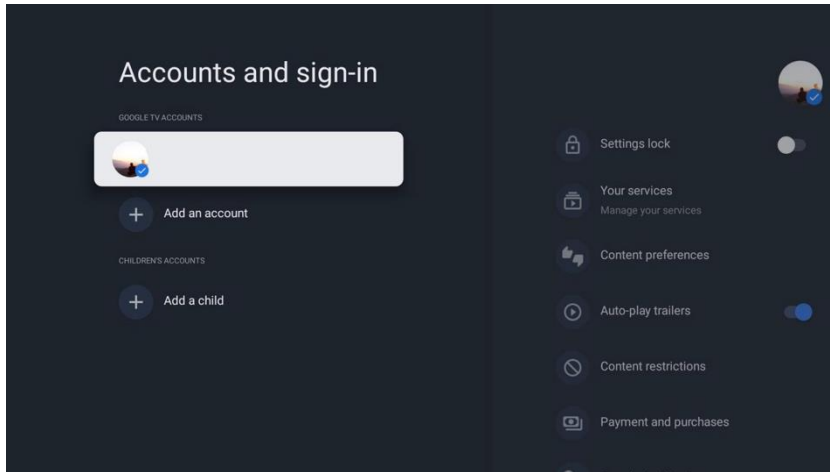 Accounts and sign-in
GOOGLE TV ACCOUNTS
Add an account
CHILDREN'S ACCOUNTS
Add a child
Settings lock
Your services
Manage your services
Content preferences
Auto-play trailers
Content restrictions
Payment and purchases